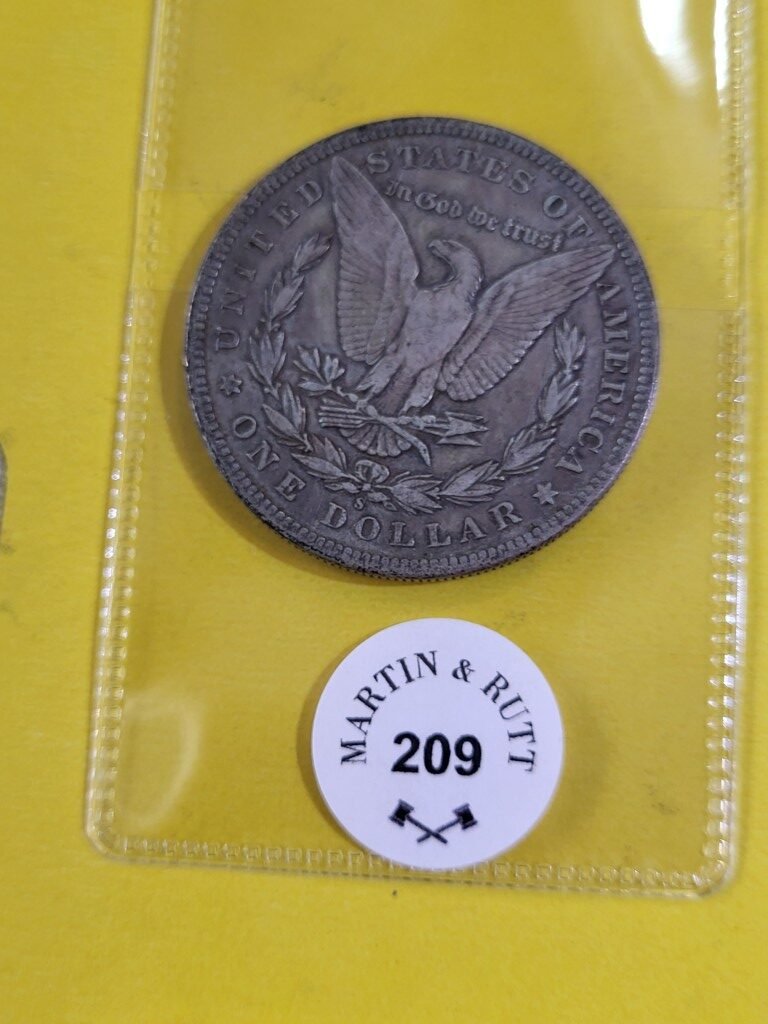 UNITED STATES OF AMERICA
In God we trust
S
ONE DOLLAR
MARTIN & RUTT
209